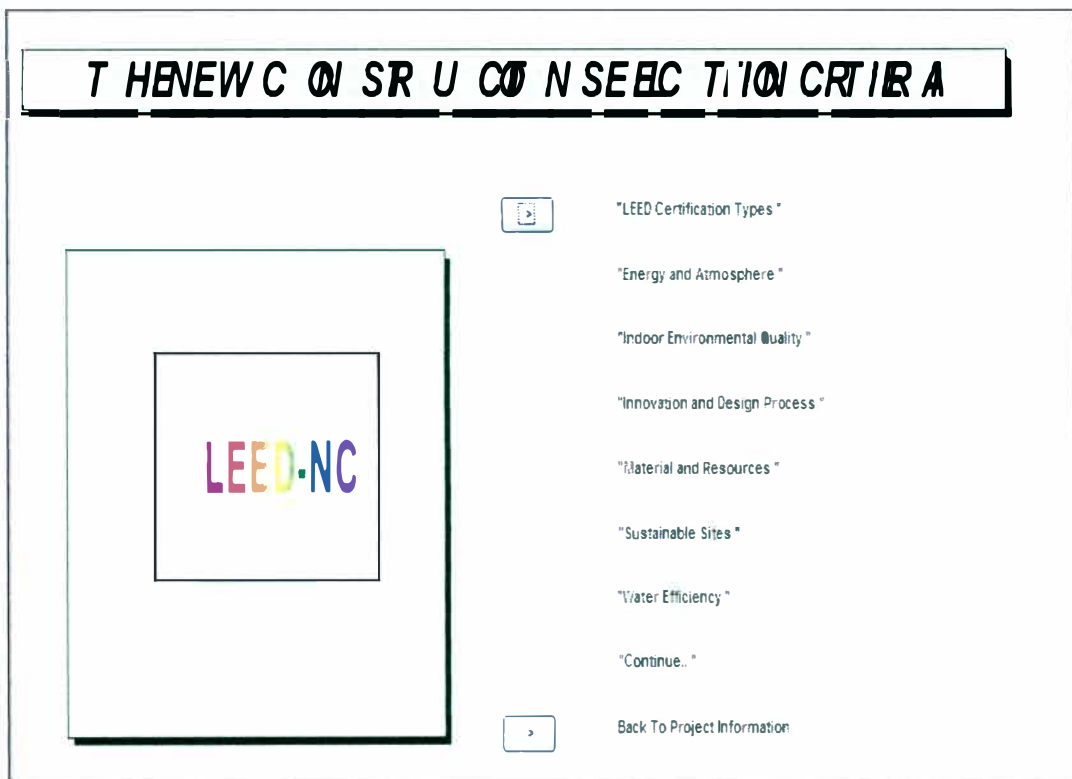 THE NEW CONSTRUCTION SELECTION CRITERIA
LEED-NC
"LEED Certification Types "
"Energy and Atmosphere "
"Indoor Environmental Quality "
"Innovation and Design Process "
"Material and Resources "
"Sustainable Sites "
"Water Efficiency "
"Continue.. "
Back To Project Information